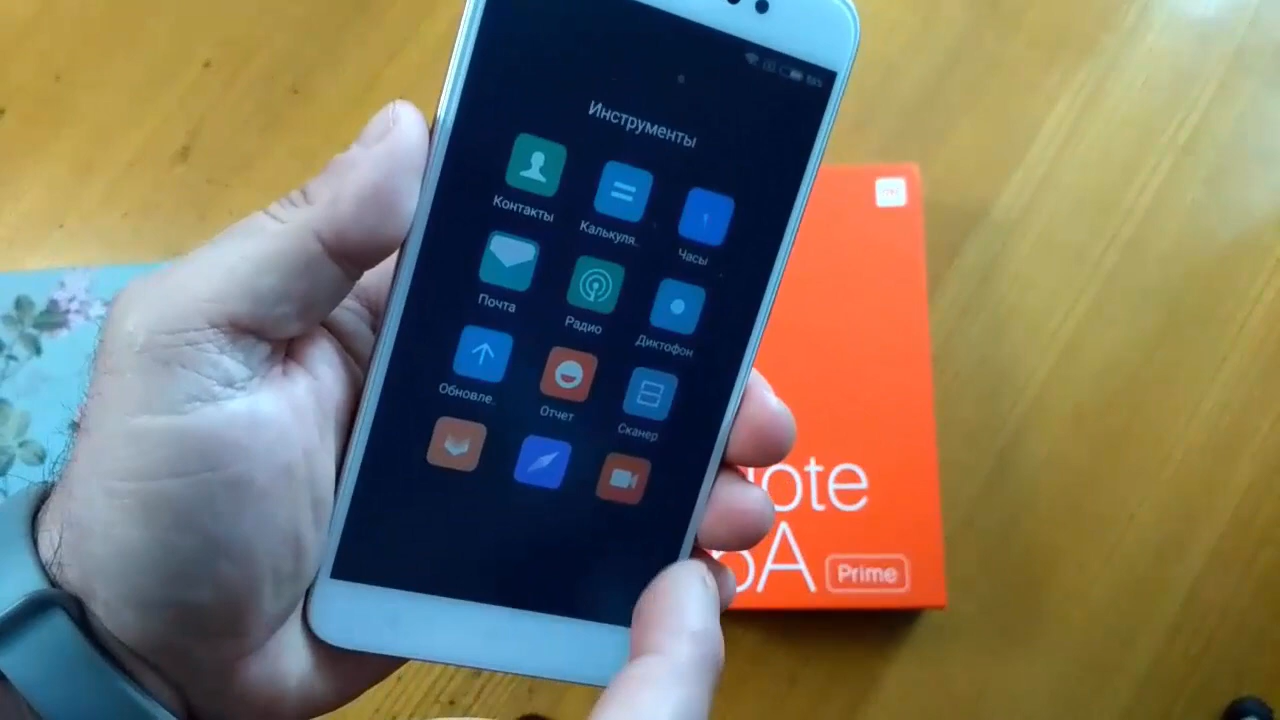 Инструменты
Контакты
Калькуля..
Часы
Почта
Радио
Диктофон
Обновле..
Отчет
Сканер
ote
A
Prime